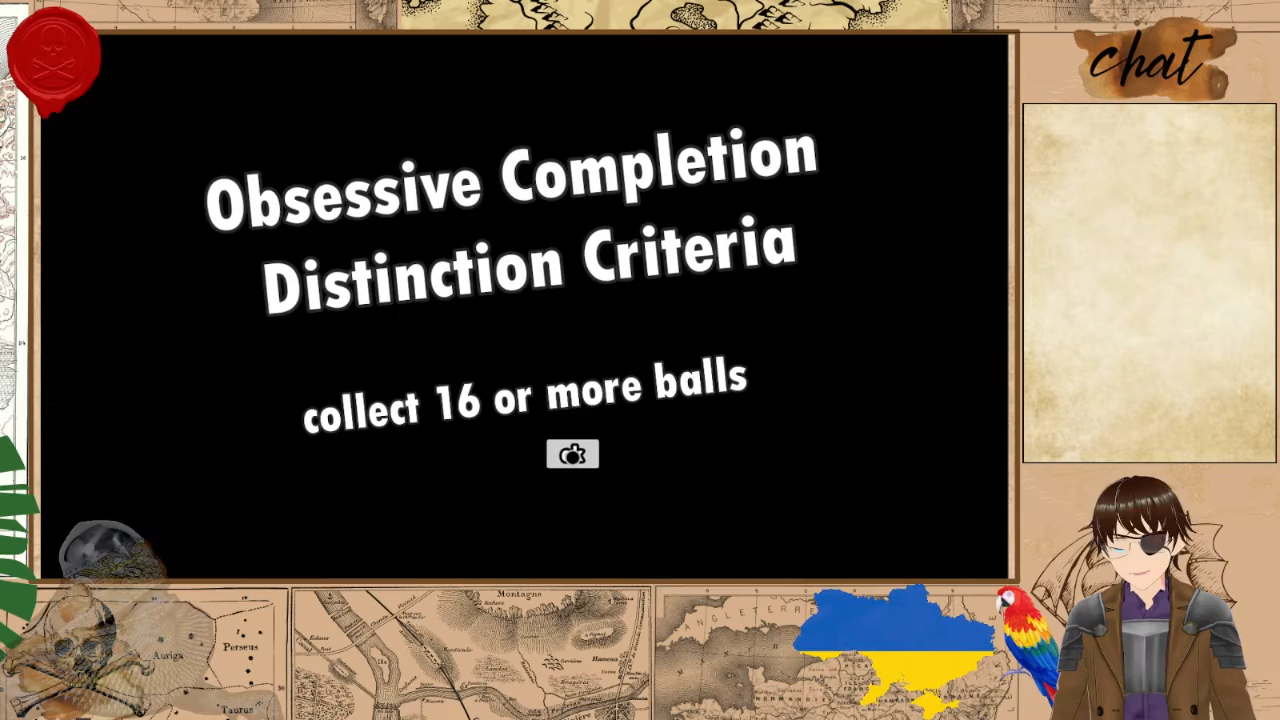 chat
Obsessive Completion
Distinction Criteria
collect 16 or more balls
Montagne
Auriga
Perseus
Taurus